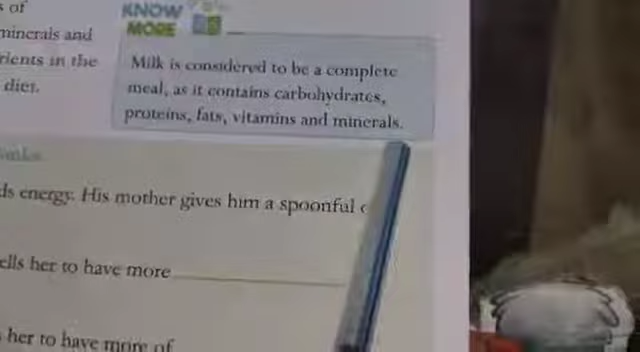 of
minerals and
rients in the
diet.
KNOW
MORE
Milk is considered to be a complete
meal, as it contains carbohydrates,
proteins, fats, vitamins and minerals.
ds energy. His mother gives him a spoonful
ells her to have more
her to have more of